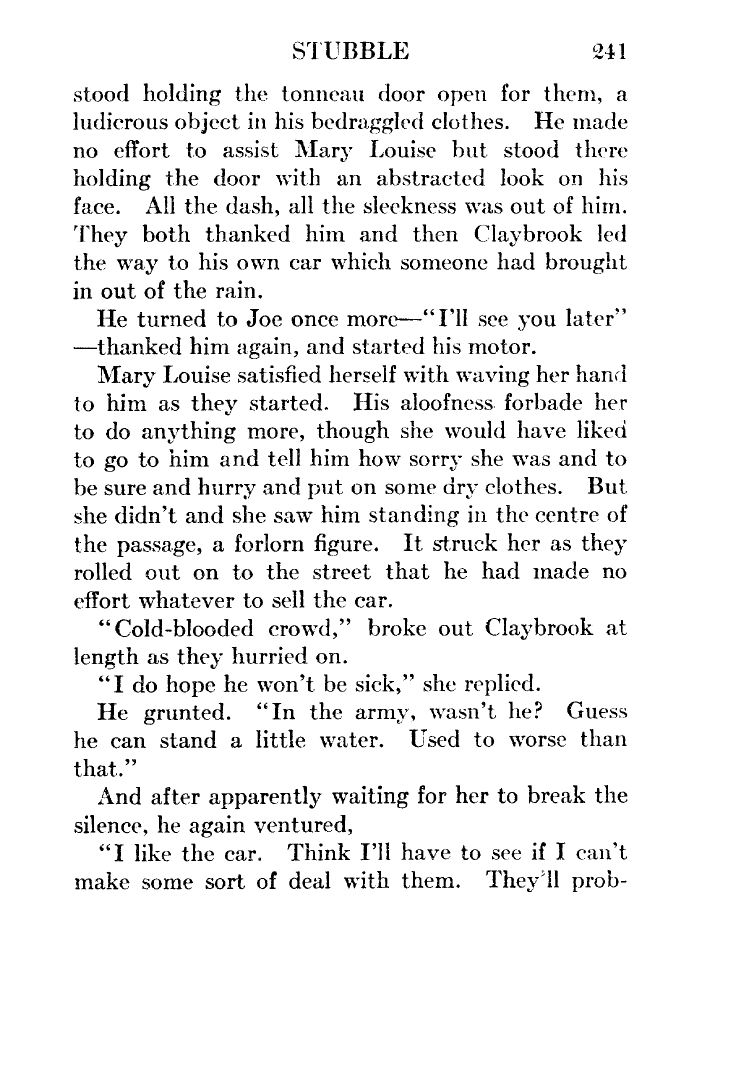 STUBBLE 241
stood holding the tonneau door open for them, a
ludicrous object in his bedraggled clothes. He made
no effort to assist Mary Louise but stood there
holding the door with an abstracted look on his
face. All the dash, all the sleekness was out of him.
They both thanked him and then Claybrook led
the way to his own car which someone had brought
in out of the rain.
He turned to Joe once more—“I’ll see you later”
—thanked him again, and started his motor.
Mary Louise satisfied herself with waving her hand
to him as they started. His aloofness forbade her
to do anything more, though she would have liked
to go to him and tell him how sorry she was and to
be sure and hurry and put on some dry clothes. But
she didn’t and she saw him standing in the centre of
the passage, a forlorn figure. It struck her as they
rolled out on to the street that he had made no
effort whatever to sell the car.
“Cold-blooded crowd,” broke out Claybrook at
length as they hurried on.
“I do hope he won’t be sick,” she replied.
He grunted. “In the army, wasn’t he? Guess
he can stand a little water. Used to worse than
that.”
And after apparently waiting for her to break the
silence, he again ventured,
“I like the car. Think I’ll have to see if I can’t
make some sort of deal with them. They’ll prob-